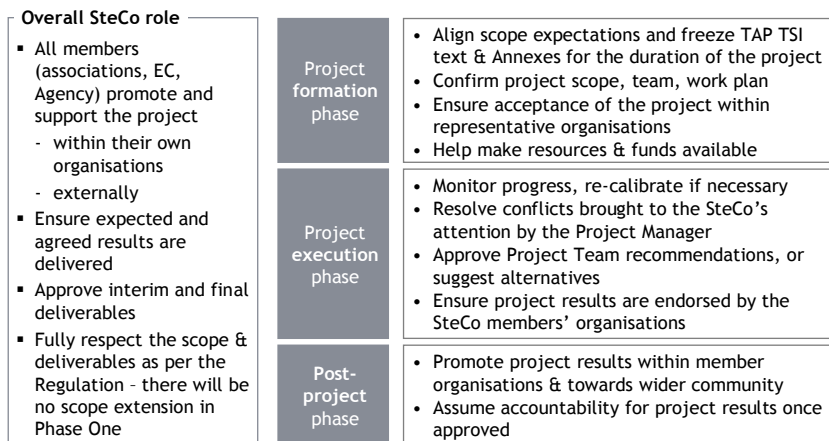 Overall SteCo role
▪ All members
(associations, EC,
Agency) promote and
support the project
- within their own
organisations
- externally
▪ Ensure expected and
agreed results are
delivered
▪ Approve interim and final
deliverables
▪ Fully respect the scope &
deliverables as per the
Regulation – there will be
no scope extension in
Phase One
Project
formation
phase
• Align scope expectations and freeze TAP TSI
text & Annexes for the duration of the project
• Confirm project scope, team, work plan
• Ensure acceptance of the project within
representative organisations
• Help make resources & funds available
Project
execution
phase
• Monitor progress, re-calibrate if necessary
• Resolve conflicts brought to the SteCo’s
attention by the Project Manager
• Approve Project Team recommendations, or
suggest alternatives
• Ensure project results are endorsed by the
SteCo members’ organisations
Post-
project
phase
• Promote project results within member
organisations & towards wider community
• Assume accountability for project results once
approved